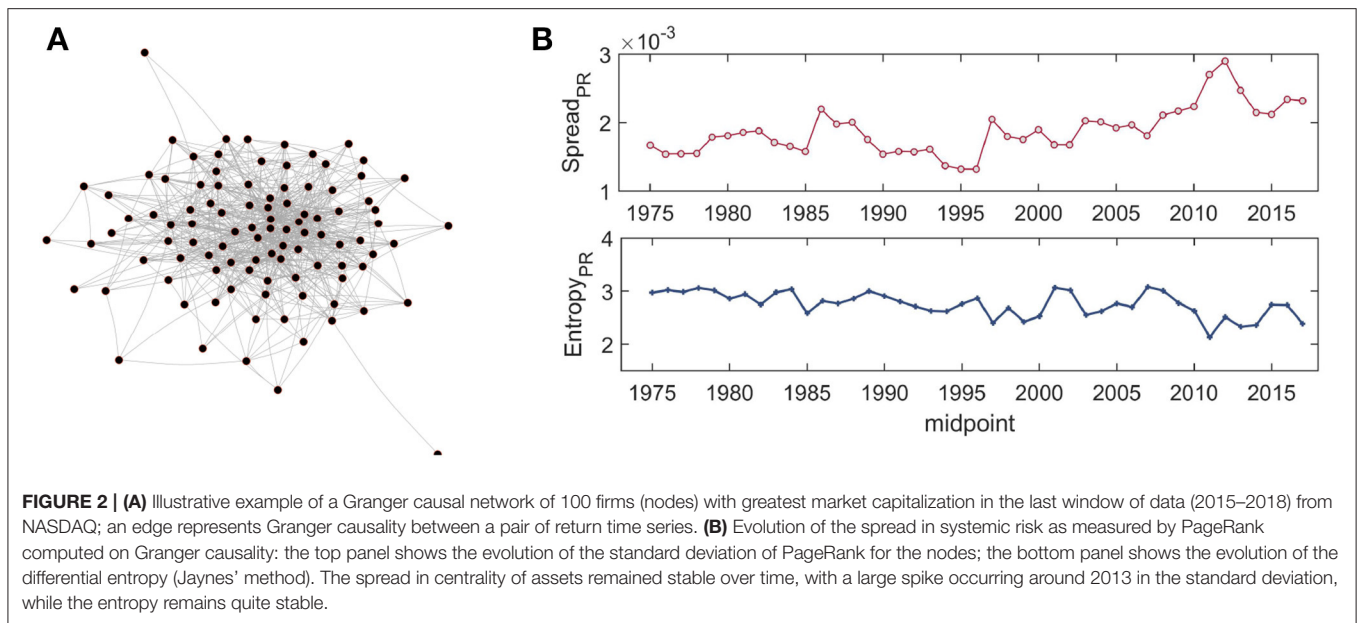 A
B
× 10⁻³
3
2
1
Spread_PR
1975 1980 1985 1990 1995 2000 2005 2010 2015
4
3
2
Entropy_PR
1975 1980 1985 1990 1995 2000 2005 2010 2015
midpoint
FIGURE 2 | (A) Illustrative example of a Granger causal network of 100 firms (nodes) with greatest market capitalization in the last window of data (2015–2018) from
NASDAQ; an edge represents Granger causality between a pair of return time series. (B) Evolution of the spread in systemic risk as measured by PageRank
computed on Granger causality: the top panel shows the evolution of the standard deviation of PageRank for the nodes; the bottom panel shows the evolution of the
differential entropy (Jaynes’ method). The spread in centrality of assets remained stable over time, with a large spike occurring around 2013 in the standard deviation,
while the entropy remains quite stable.